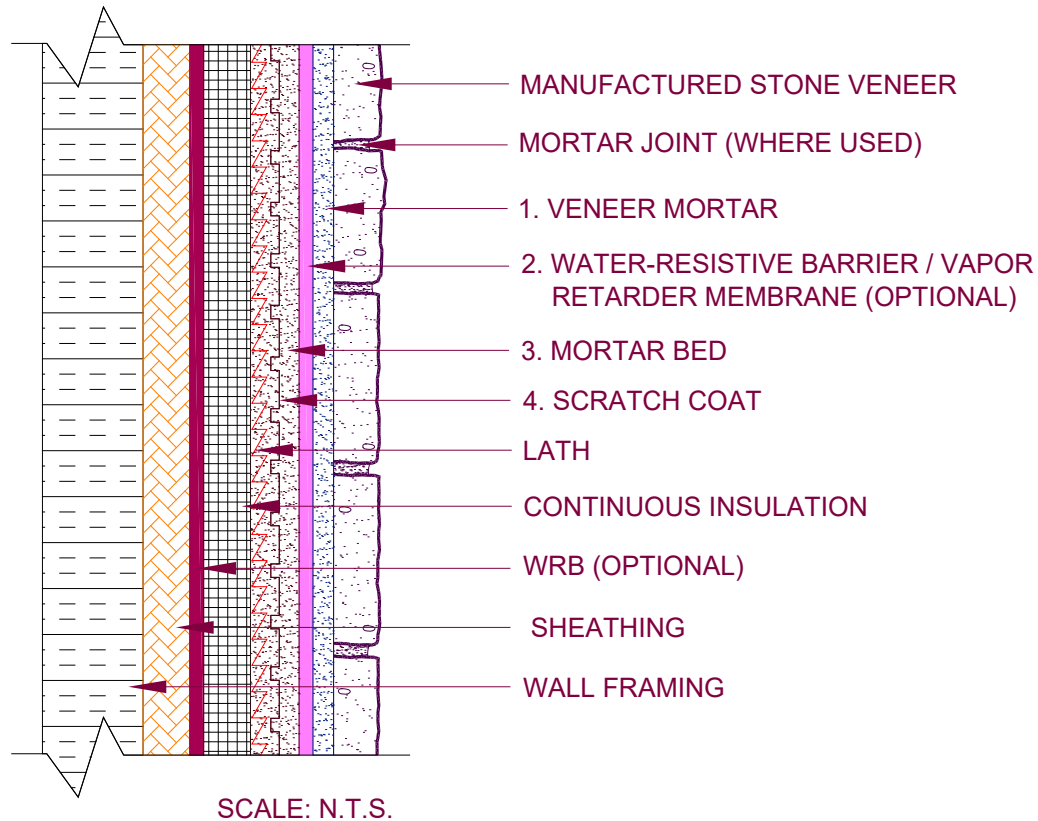 MANUFACTURED STONE VENEER
MORTAR JOINT (WHERE USED)
1. VENEER MORTAR
2. WATER-RESISTIVE BARRIER / VAPOR
RETARDER MEMBRANE (OPTIONAL)
3. MORTAR BED
4. SCRATCH COAT
LATH
CONTINUOUS INSULATION
WRB (OPTIONAL)
SHEATHING
WALL FRAMING
SCALE: N.T.S.